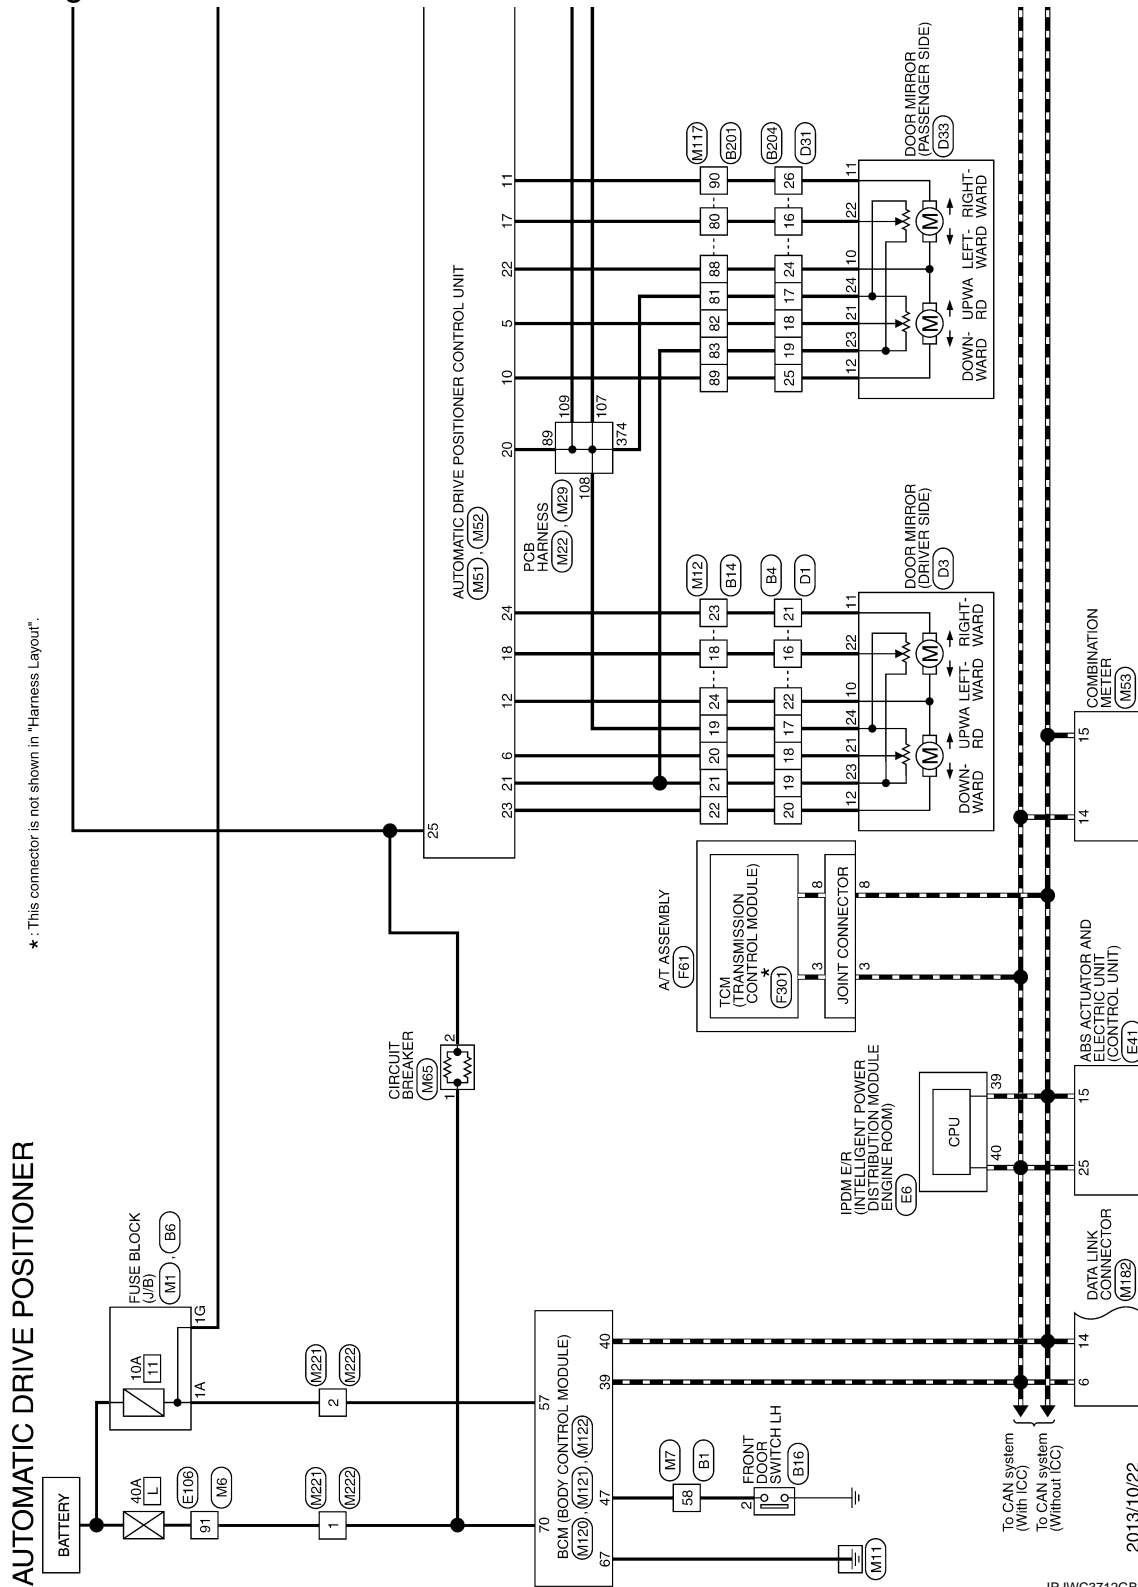 AUTOMATIC DRIVE POSITIONER
* : This connector is not shown in "Harness Layout".
BATTERY
40A
L
E106
M6
91
M221
M222
1
10A
11
FUSE BLOCK
(J/B)
M1 , B6
1A
1G
M221
M222
2
CIRCUIT
BREAKER
M65
1
2
70
57
BCM (BODY CONTROL MODULE)
M120 , M121 , M122
67
47
39
40
M11
M7
B1
58
FRONT
DOOR
SWITCH LH
B16
2
To CAN system
(With ICC)
To CAN system
(Without ICC)
DATA LINK
CONNECTOR
M182
6
14
IPDM E/R
(INTELLIGENT POWER
DISTRIBUTION MODULE
ENGINE ROOM)
E6
CPU
40
39
ABS ACTUATOR AND
ELECTRIC UNIT
(CONTROL UNIT)
E41
25
15
A/T ASSEMBLY
F61
TCM
(TRANSMISSION
CONTROL MODULE)
*
F301
3
8
JOINT CONNECTOR
3
8
COMBINATION
METER
M53
14
15
25
AUTOMATIC DRIVE POSITIONER CONTROL UNIT
M51 , M52
23
21
6
12
18
24
20
10
5
22
17
11
PCB
HARNESS
M22 , M29
89
109
107
108
374
M12
B14
22
21
20
19
24
18
23
B4
D1
20
19
18
17
22
16
21
12
23
21
24
10
22
11
DOOR MIRROR
(DRIVER SIDE)
D3
M
M
DOWN-
WARD
UPWA
RD
LEFT-
WARD
RIGHT-
WARD
M117
B201
89
83
82
81
88
80
90
B204
D31
25
19
18
17
24
16
26
12
23
21
24
10
22
11
DOOR MIRROR
(PASSENGER SIDE)
D33
M
M
DOWN-
WARD
UPWA
RD
LEFT-
WARD
RIGHT-
WARD
2013/10/22